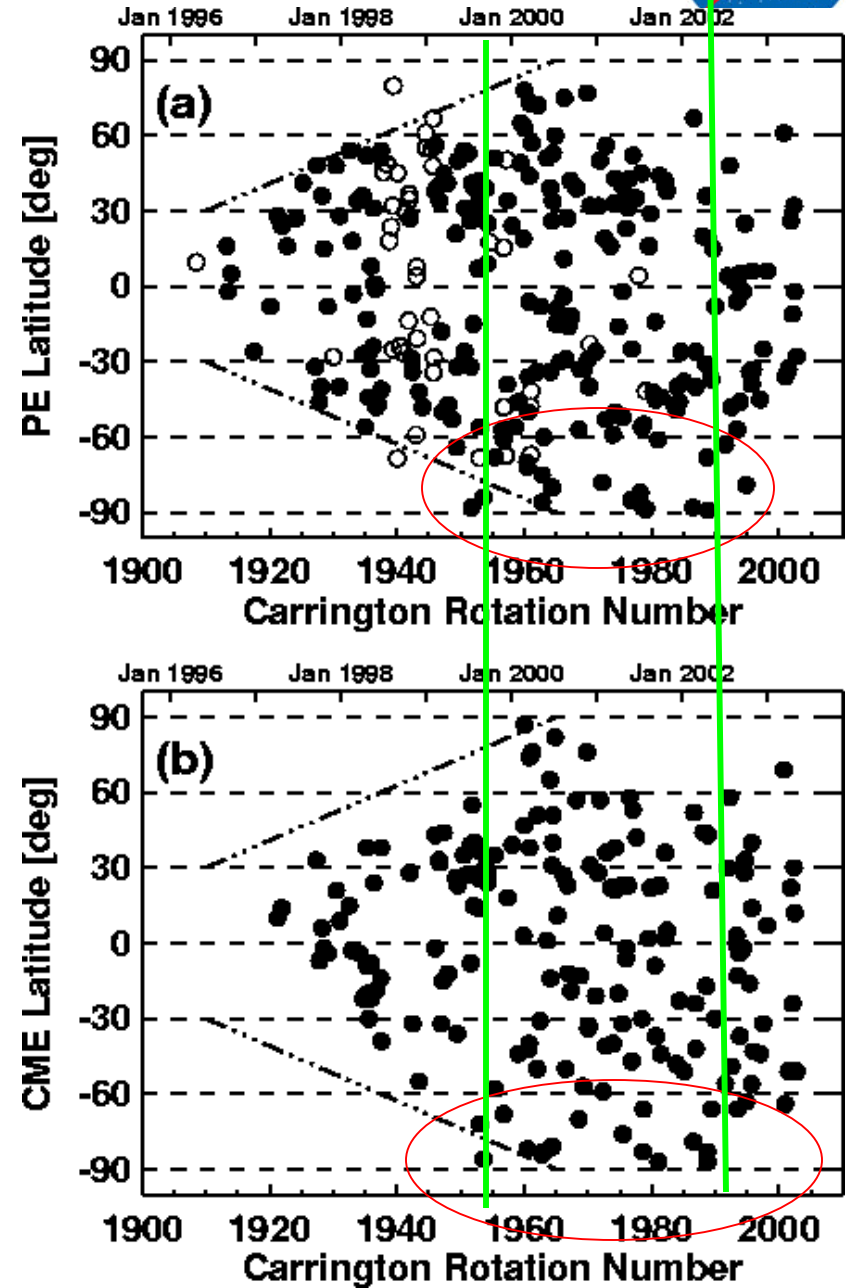 Jan 1996 Jan 1998 Jan 2000 Jan 2002
(a)
90
60
30
0
-30
-60
-90
PE Latitude [deg]
1900 1920 1940 1960 1980 2000
Carrington Rotation Number
Jan 1996 Jan 1998 Jan 2000 Jan 2002
(b)
90
60
30
0
-30
-60
-90
CME Latitude [deg]
1900 1920 1940 1960 1980 2000
Carrington Rotation Number